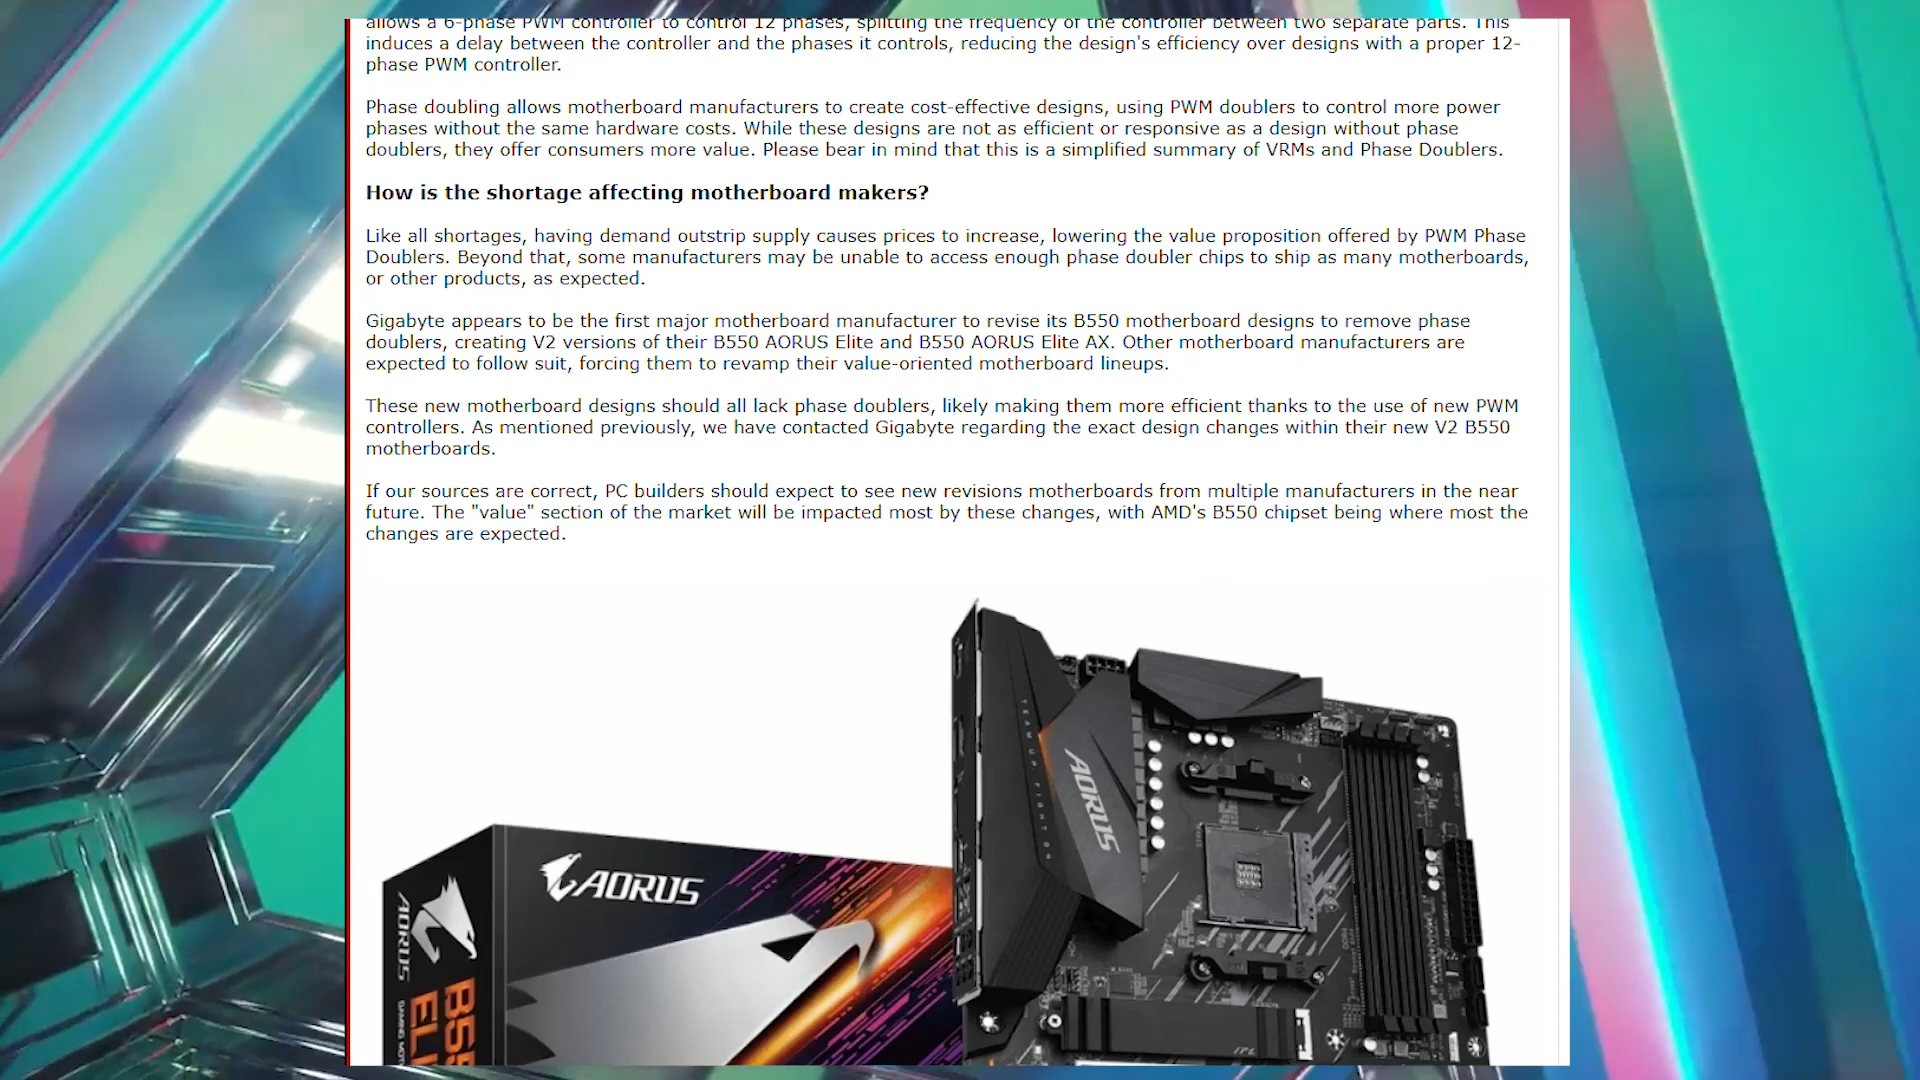 allows a 6-phase PWM controller to control 12 phases, splitting the frequency of the controller between two separate parts. This
induces a delay between the controller and the phases it controls, reducing the design's efficiency over designs with a proper 12-
phase PWM controller.
Phase doubling allows motherboard manufacturers to create cost-effective designs, using PWM doublers to control more power
phases without the same hardware costs. While these designs are not as efficient or responsive as a design without phase
doublers, they offer consumers more value. Please bear in mind that this is a simplified summary of VRMs and Phase Doublers.
How is the shortage affecting motherboard makers?
Like all shortages, having demand outstrip supply causes prices to increase, lowering the value proposition offered by PWM Phase
Doublers. Beyond that, some manufacturers may be unable to access enough phase doubler chips to ship as many motherboards,
or other products, as expected.
Gigabyte appears to be the first major motherboard manufacturer to revise its B550 motherboard designs to remove phase
doublers, creating V2 versions of their B550 AORUS Elite and B550 AORUS Elite AX. Other motherboard manufacturers are
expected to follow suit, forcing them to revamp their value-oriented motherboard lineups.
These new motherboard designs should all lack phase doublers, likely making them more efficient thanks to the use of new PWM
controllers. As mentioned previously, we have contacted Gigabyte regarding the exact design changes within their new V2 B550
motherboards.
If our sources are correct, PC builders should expect to see new revisions motherboards from multiple manufacturers in the near
future. The "value" section of the market will be impacted most by these changes, with AMD's B550 chipset being where most the
changes are expected.
TEAM UP. FIGHT ON
AORUS
AORUS
AORUS